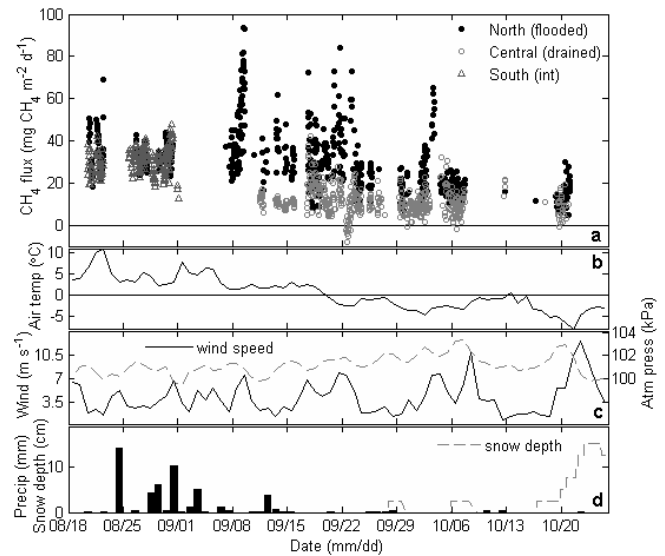 100
80
60
40
20
0
CH4 flux (mg CH4 m-2 d-1)
North (flooded)
Central (drained)
South (int)
a
10
5
0
-5
Air temp (°C)
b
10.5
7
3.5
Wind (m s-1)
wind speed
104
102
100
Atm press (kPa)
c
10
0
Precip (mm)
Snow depth (cm)
snow depth
d
08/18 08/25 09/01 09/08 09/15 09/22 09/29 10/06 10/13 10/20
Date (mm/dd)